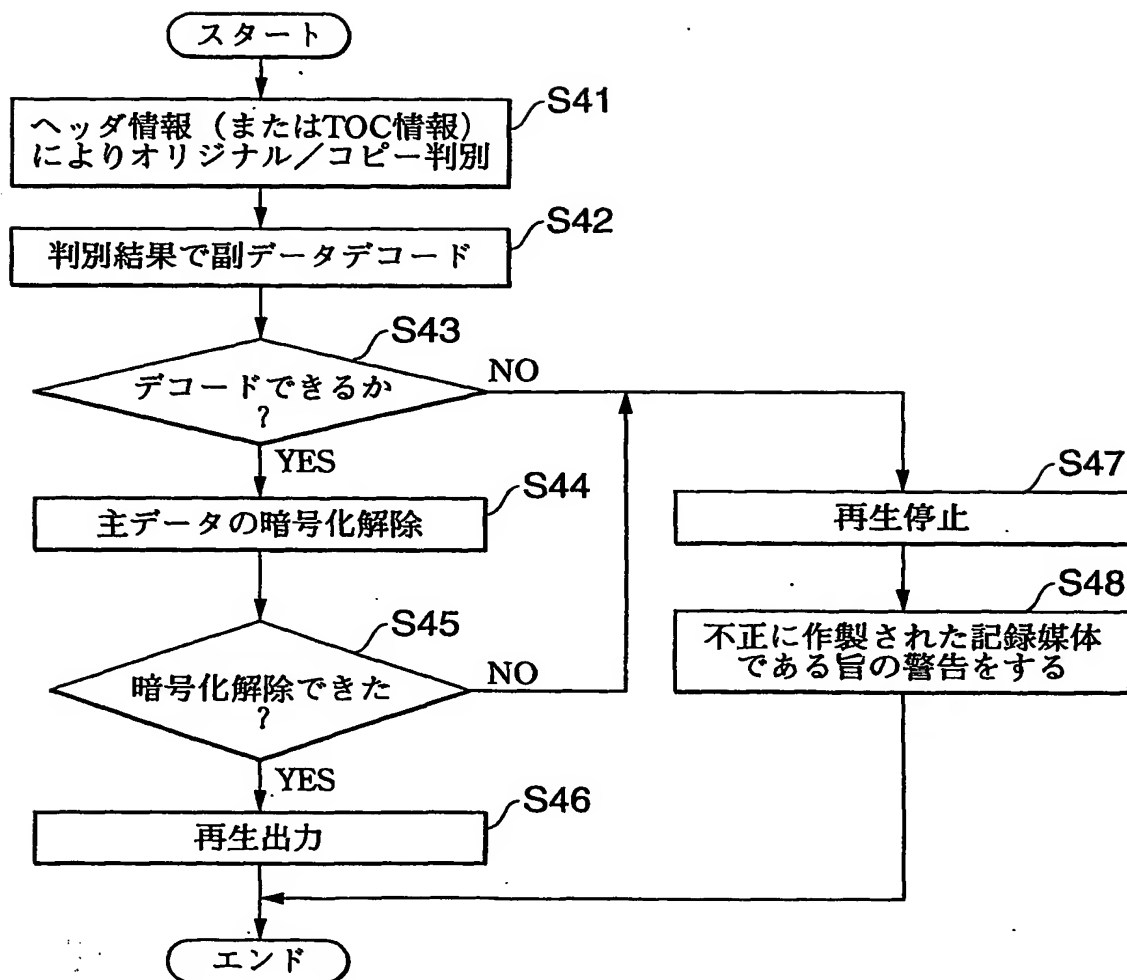 スタート
S41
ヘッダ情報（またはTOC情報）
によりオリジナル／コピー判別
S42
判別結果で副データデコード
S43
デコードできるか
?
NO
YES
S44
主データの暗号化解除
S45
暗号化解除できた
?
NO
YES
S46
再生出力
S47
再生停止
S48
不正に作製された記録媒体
である旨の警告をする
エンド